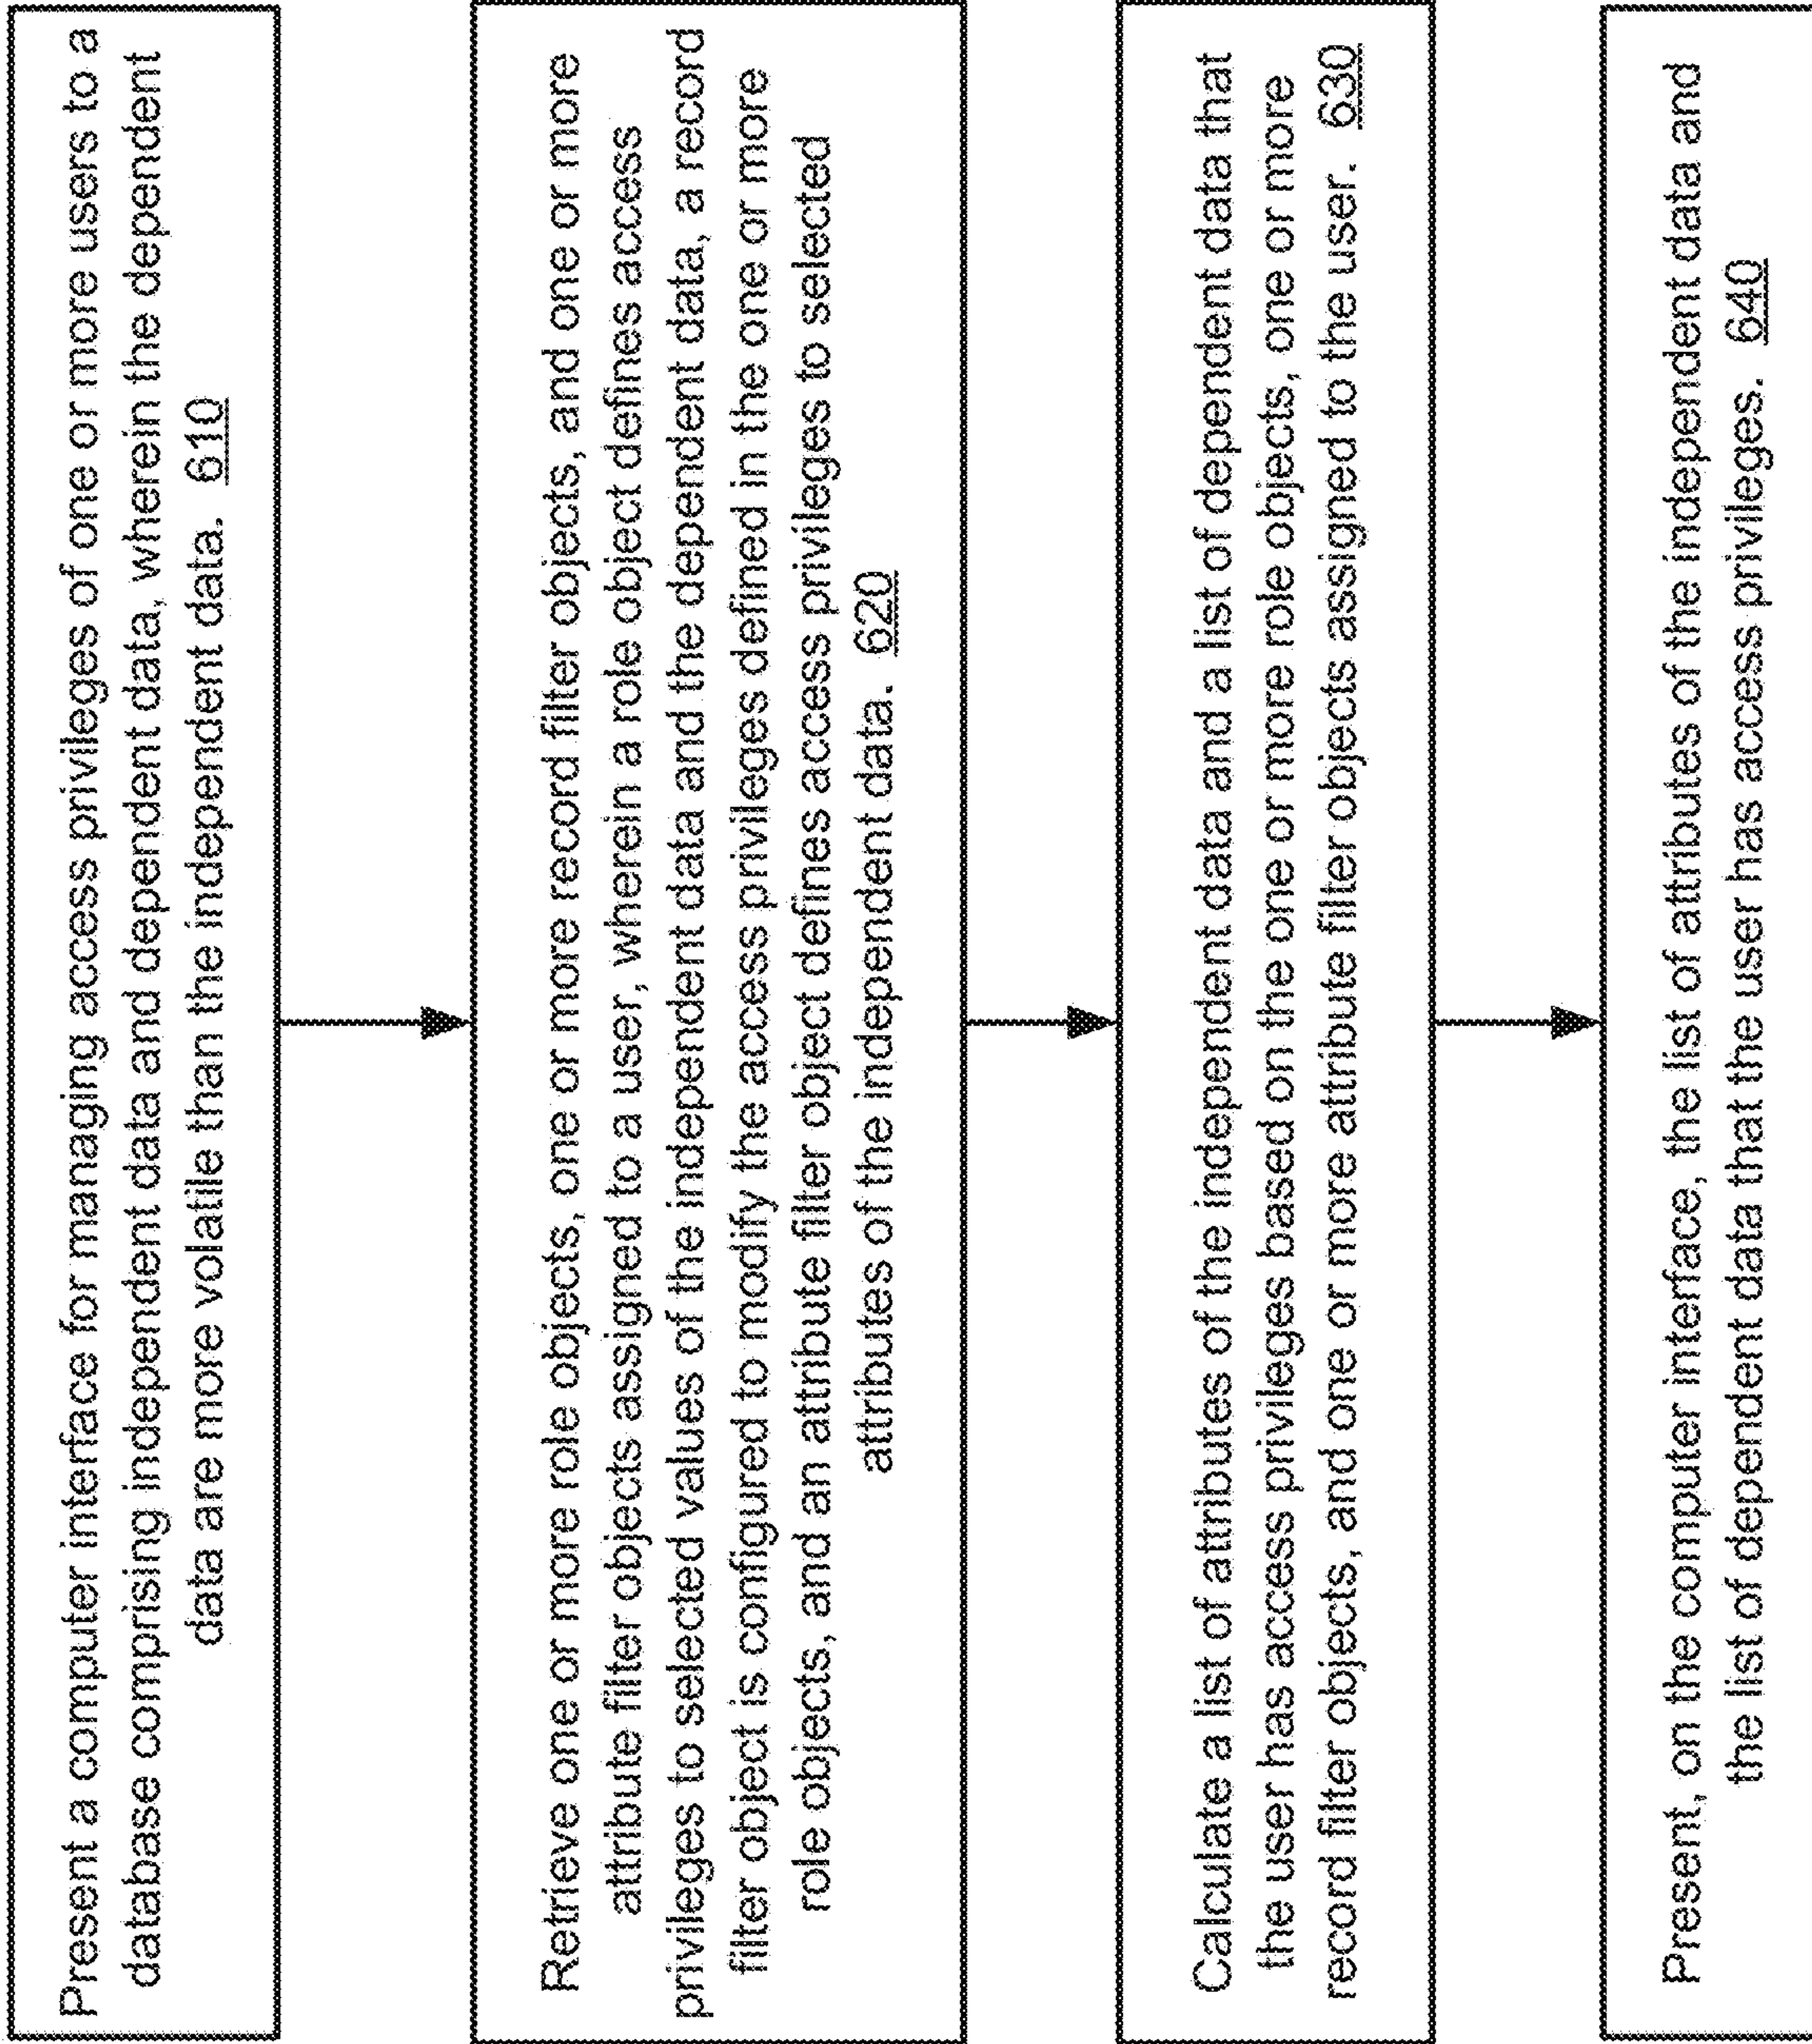 Present a computer interface for managing access privileges of one or more users to a
database comprising independent data and dependent data, wherein the dependent
data are more volatile than the independent data. 610
Retrieve one or more role objects, one or more record filter objects, and one or more
attribute filter objects assigned to a user, wherein a role object defines access
privileges to selected values of the independent data and the dependent data, a record
filter object is configured to modify the access privileges defined in the one or more
role objects, and an attribute filter object defines access privileges to selected
attributes of the independent data. 620
Calculate a list of attributes of the independent data and a list of dependent data that
the user has access privileges based on the one or more role objects, one or more
record filter objects, and one or more attribute filter objects assigned to the user. 630
Present, on the computer interface, the list of attributes of the independent data and
the list of dependent data that the user has access privileges. 640